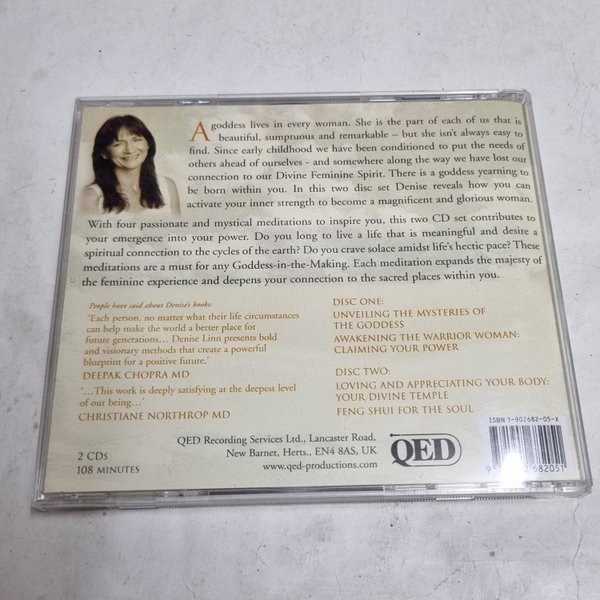 A goddess lives in every woman. She is the part of each of us that is
beautiful, sumptuous and remarkable – but she isn't always easy to
find. Since early childhood we have been conditioned to put the needs of
others ahead of ourselves - and somewhere along the way we have lost our
connection to our Divine Feminine Spirit. There is a goddess yearning to
be born within you. In this two disc set Denise reveals how you can
activate your inner strength to become a magnificent and glorious woman.
With four passionate and mystical meditations to inspire you, this two CD set contributes to
your emergence into your power. Do you long to live a life that is meaningful and desire a
spiritual connection to the cycles of the earth? Do you crave solace amidst life's hectic pace? These
meditations are a must for any Goddess-in-the-Making. Each meditation expands the majesty of
the feminine experience and deepens your connection to the sacred places within you.
People have said about Denise's books:
'Each person, no matter what their life circumstances
can help make the world a better place for
future generations... Denise Linn presents bold
and visionary methods that create a powerful
blueprint for a positive future.'
DEEPAK CHOPRA MD
'...This work is deeply satisfying at the deepest level
of our being...'
CHRISTIANE NORTHROP MD
DISC ONE:
UNVEILING THE MYSTERIES OF
THE GODDESS
AWAKENING THE WARRIOR WOMAN:
CLAIMING YOUR POWER
DISC TWO:
LOVING AND APPRECIATING YOUR BODY:
YOUR DIVINE TEMPLE
FENG SHUI FOR THE SOUL
2 CDs
108 MINUTES
QED Recording Services Ltd., Lancaster Road,
New Barnet, Herts., EN4 8AS, UK
www.qed-productions.com
QED
ISBN 1-902682-05-X